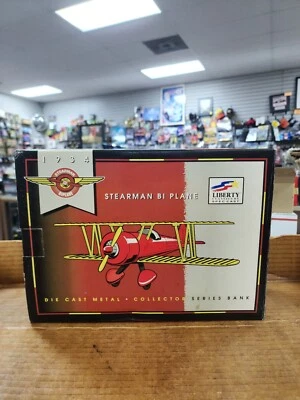 1934
STEARMAN BI PLANE
LIBERTY
DIE CAST METAL • COLLECTOR SERIES BANK